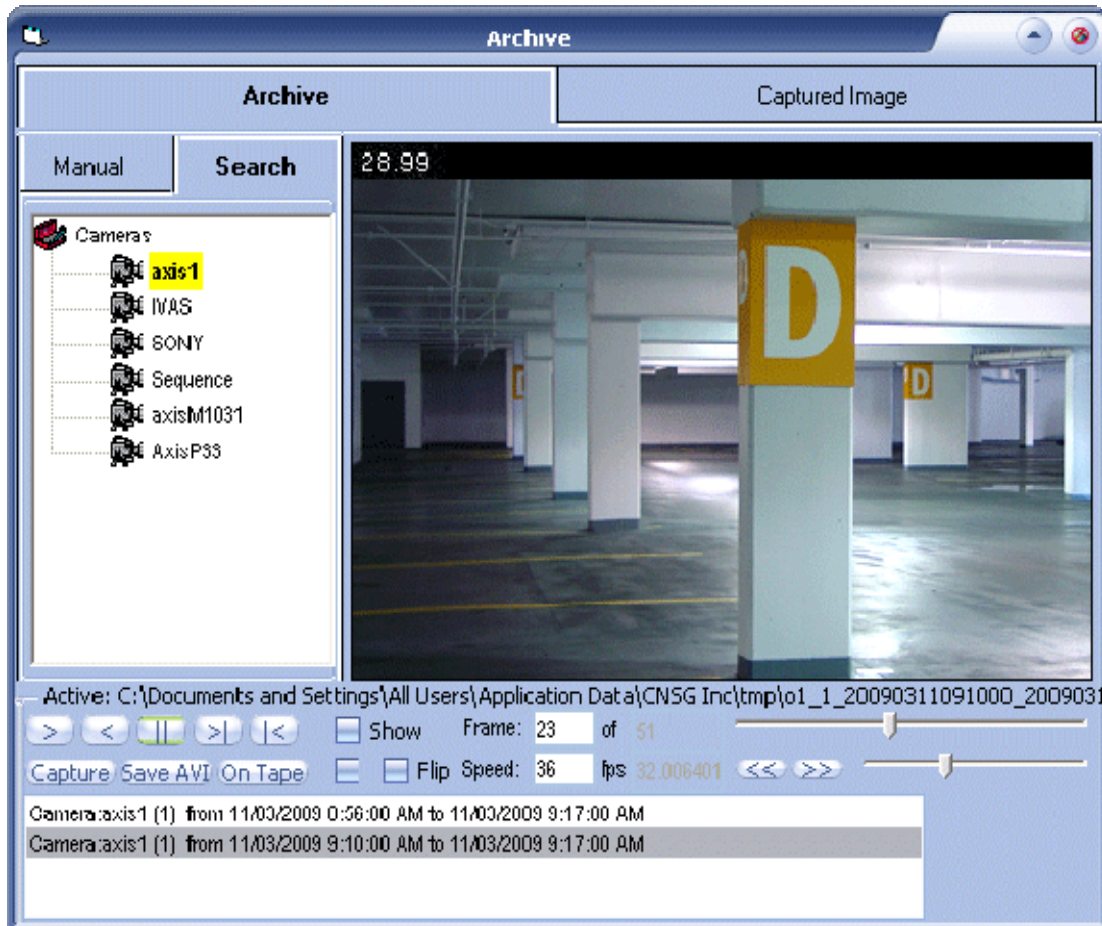 Archive
Archive Captured Image
Manual Search
28.99
Cameras
axis1
IVAS
SONY
Sequence
axisM1031
AxisP33
D
D
Active: C:\Documents and Settings\All Users\Application Data\CNSG Inc\tmp\o1_1_20090311091000_200903
> < || >| |< Show Frame: 23 of 51
Capture Save AVI On Tape Flip Speed: 36 fps 32.006401 << >>
Camera:axis1 (1) from 11/03/2009 0:56:00 AM to 11/03/2009 9:17:00 AM
Camera:axis1 (1) from 11/03/2009 9:10:00 AM to 11/03/2009 9:17:00 AM